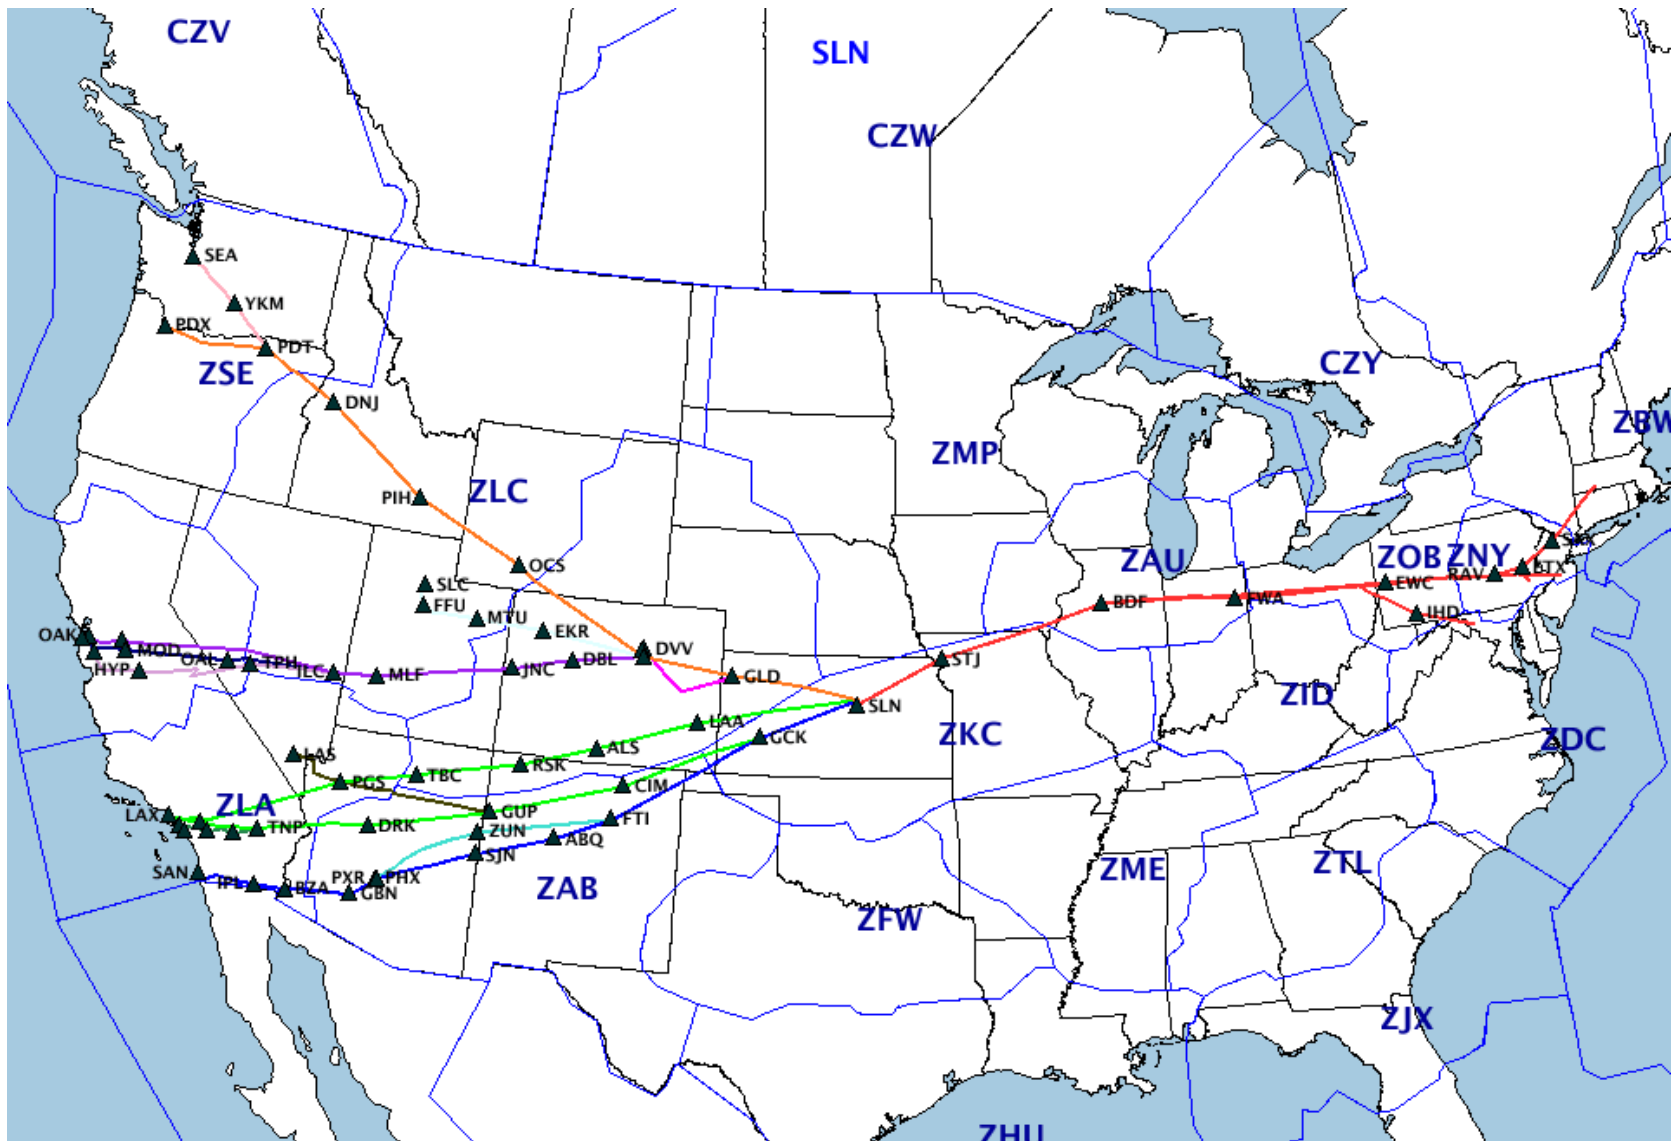 CZV
SLN
CZW
SEA
YKM
PDX
PDT
ZSE
CZY
DNJ
ZBW
ZMP
PIH
ZLC
OCS
ZAU
ZOB
ZNY
SAX
RAV
BTX
EWC
SLC
FFU
MTU
EKR
BDF
FWA
IHD
OAK
MOD
OAL
TPH
HYP
ILC
MLF
JNC
DBL
DVV
GLD
STJ
SLN
ZID
ZKC
ZDC
LAA
GCK
ALS
LAS
RSK
TBC
PGS
CIM
ZLA
LAX
TNP
DRK
GUP
ZUN
FTI
ABQ
SJN
SAN
IPL
BZA
PXR
PHX
GBN
ZAB
ZME
ZTL
ZFW
ZJX
ZHU